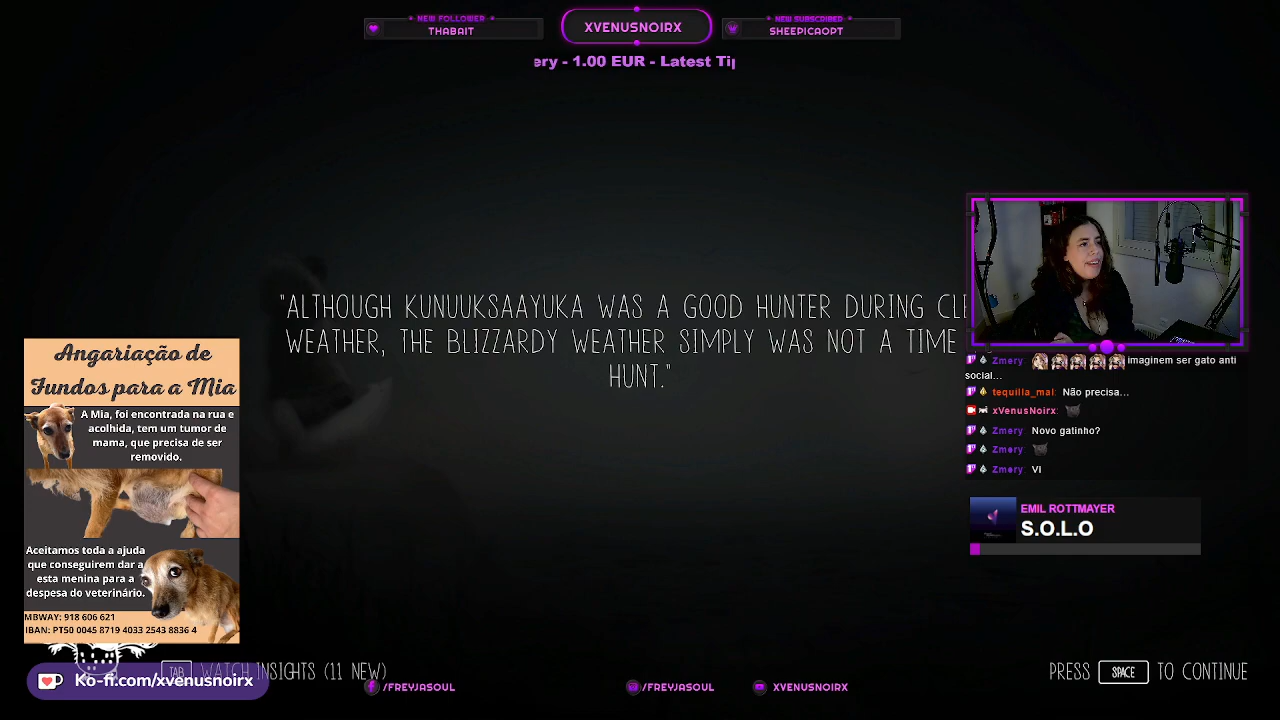 NEW FOLLOWER
THABAIT
XVENUSNOIRX
NEW SUBSCRIBED
SHEEPICAOPT
ery - 1.00 EUR - Latest Tip
"ALTHOUGH KUNUUKSAAYUKA WAS A GOOD HUNTER DURING CLE
WEATHER, THE BLIZZARDY WEATHER SIMPLY WAS NOT A TIME
HUNT."
Angariação de
Fundos para a Mia
A Mia, foi encontrada na rua e
acolhida, tem um tumor de
mama, que precisa de ser
removido.
Aceitamos toda a ajuda
que conseguirem dar a
esta menina para a
despesa do veterinário.
MBWAY: 918 606 621
IBAN: PT50 0045 8719 4033 2543 8836 4
Zmery: imaginem ser gato anti
social...
tequilla_mal: Não precisa...
xVenusNoirx:
Zmery: Novo gatinho?
Zmery:
Zmery: VI
EMIL ROTTMAYER
S.O.L.O
TAB WATCH INSIGHTS (11 NEW)
Ko-fi.com/xvenusnoirx
/FREYJASOUL
/FREYJASOUL
XVENUSNOIRX
PRESS SPACE TO CONTINUE